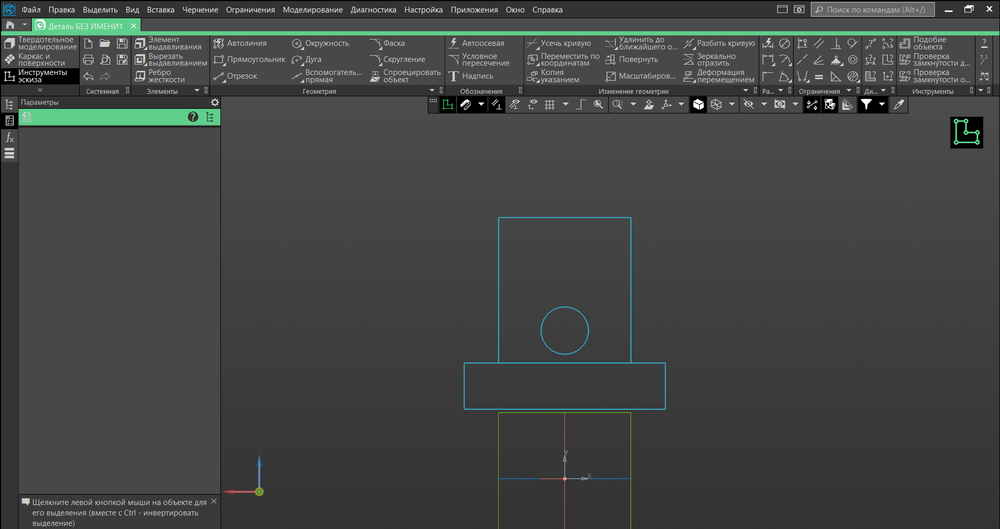 Файл Правка Выделить Вид Вставка Черчение Ограничения Моделирование Диагностика Настройка Приложения Окно Справка Поиск по командам (Alt+/)
Деталь БЕЗ ИМЕНИ1
Твердотельное моделирование
Каркас и поверхности
Инструменты эскиза
Системная
Элемент выдавливания
Вырезать выдавливанием
Ребро жесткости
Элементы
Автолиния Окружность Фаска
Прямоугольник Дуга Скругление
Отрезок Вспомогатель... прямая Спроецировать объект
Геометрия
Автоосевая
Условное пересечение
Надпись
Обозначения
Усечь кривую Удлинить до ближайшего о... Разбить кривую
Переместить по координатам Повернуть Зеркально отразить
Копия указанием Масштабиров... Деформация перемещением
Изменение геометрии
Ра...
Ограничения
Ди...
Подобие объекта
Проверка замкнутости д...
Проверка замкнутости о...
Инструменты
Параметры
fx
Y
X
Щелкните левой кнопкой мыши на объекте для
его выделения (вместе с Ctrl - инвертировать
выделение)